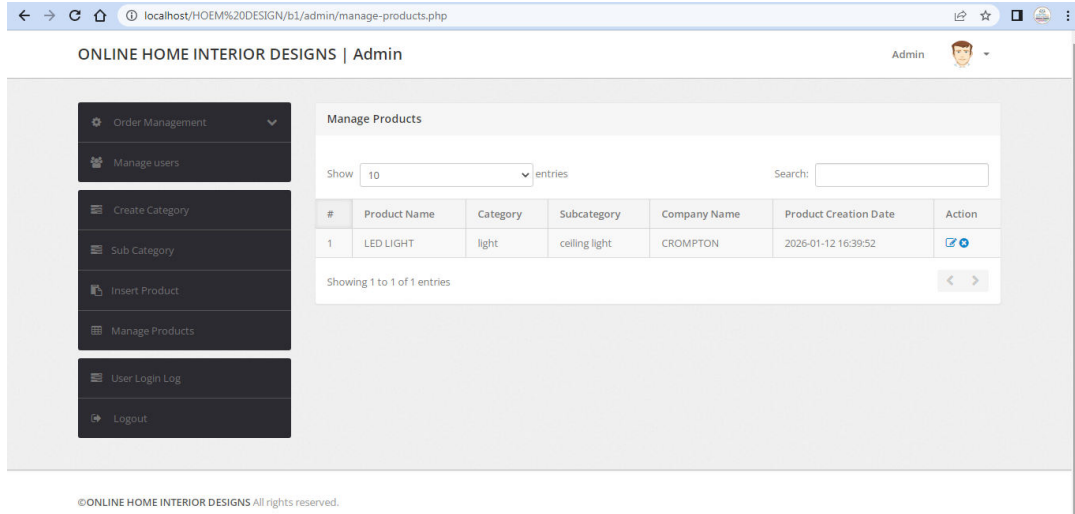 localhost/HOEM%20DESIGN/b1/admin/manage-products.php
ONLINE HOME INTERIOR DESIGNS | Admin
Admin
Order Management
Manage users
Create Category
Sub Category
Insert Product
Manage Products
User Login Log
Logout
Manage Products
Show 10 entries
Search:
# Product Name Category Subcategory Company Name Product Creation Date Action
1 LED LIGHT light ceiling light CROMPTON 2026-01-12 16:39:52
Showing 1 to 1 of 1 entries
©ONLINE HOME INTERIOR DESIGNS All rights reserved.